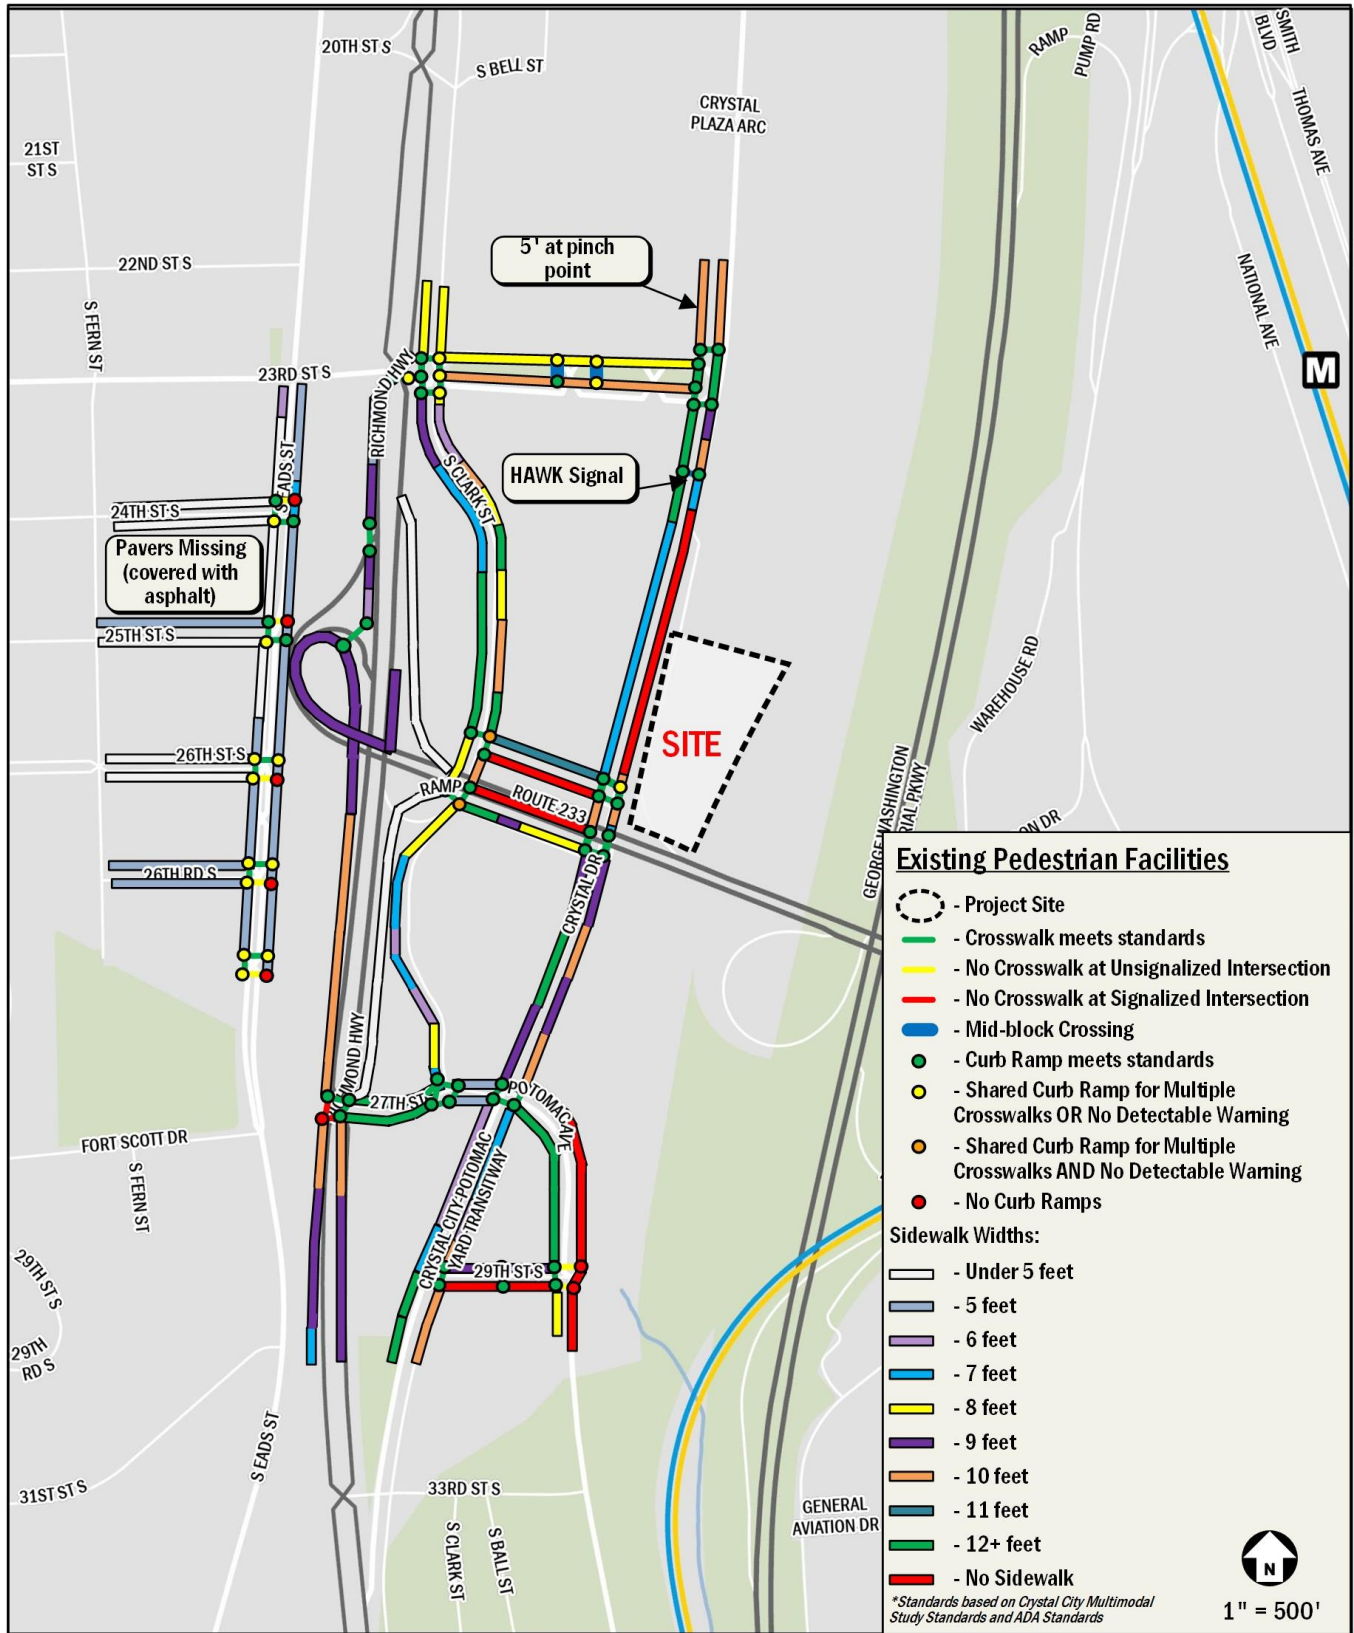 20TH ST S
S BELL ST
CRYSTAL
PLAZA ARC
RAMP
PUMP RD
SMITH
BLVD
THOMAS AVE
21ST
ST S
22ND ST S
S FERN ST
5' at pinch
point
NATIONAL AVE
M
23RD ST S
RICHMOND HWY
S CLARK ST
HAWK Signal
EADS ST
24TH ST S
Pavers Missing
(covered with
asphalt)
25TH ST S
WAREHOUSE RD
SITE
26TH ST S
RAMP
ROUTE 233
GEORGE WASHINGTON
RIAL PKWY
ON DR
26TH RD S
CRYSTAL DR
CHMOND HWY
27TH ST
POTOMAC AVE
FORT SCOTT DR
S FERN ST
CRYSTAL CITY-POTOMAC
YARD TRANSITWAY
29TH ST S
29TH ST S
29TH
RD S
S EADS ST
31ST ST S
33RD ST S
S CLARK ST
S BALL ST
GENERAL
AVIATION DR
Existing Pedestrian Facilities
- Project Site
- Crosswalk meets standards
- No Crosswalk at Unsignalized Intersection
- No Crosswalk at Signalized Intersection
- Mid-block Crossing
- Curb Ramp meets standards
- Shared Curb Ramp for Multiple
Crosswalks OR No Detectable Warning
- Shared Curb Ramp for Multiple
Crosswalks AND No Detectable Warning
- No Curb Ramps
Sidewalk Widths:
- Under 5 feet
- 5 feet
- 6 feet
- 7 feet
- 8 feet
- 9 feet
- 10 feet
- 11 feet
- 12+ feet
- No Sidewalk
*Standards based on Crystal City Multimodal
Study Standards and ADA Standards
N
1" = 500'